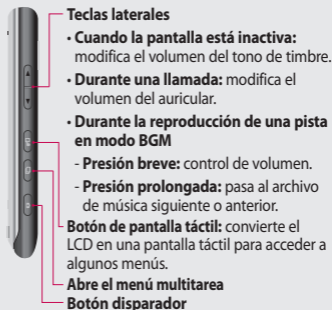 Teclas laterales
• Cuando la pantalla está inactiva:
modifica el volumen del tono de timbre.
• Durante una llamada: modifica el
volumen del auricular.
• Durante la reproducción de una pista
en modo BGM
- Presión breve: control de volumen.
- Presión prolongada: pasa al archivo
de música siguiente o anterior.
Botón de pantalla táctil: convierte el
LCD en una pantalla táctil para acceder a
algunos menús.
Abre el menú multitarea
Botón disparador